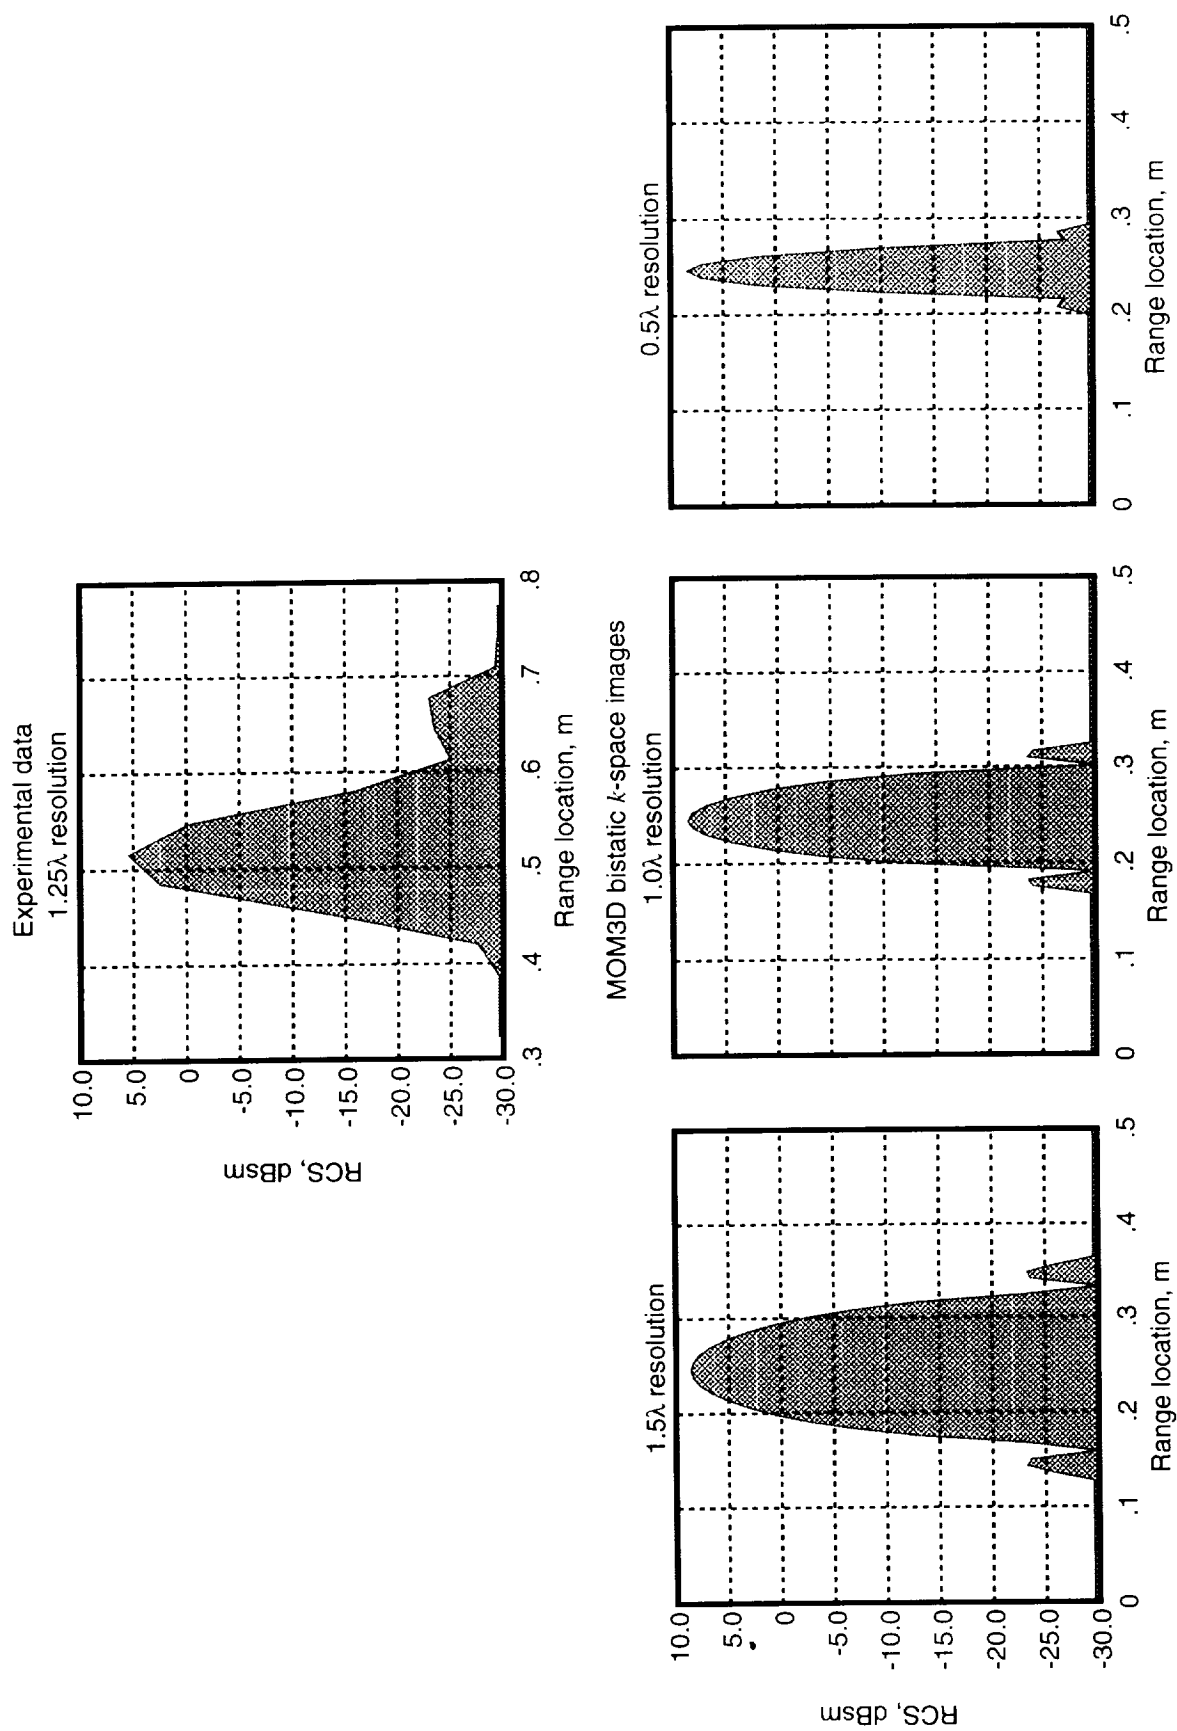 Experimental data
1.25λ resolution
10.0
5.0
0
-5.0
-10.0
-15.0
-20.0
-25.0
-30.0
RCS, dBsm
.3 .4 .5 .6 .7 .8
Range location, m
MOM3D bistatic k-space images
1.5λ resolution
10.0
5.0
0
-5.0
-10.0
-15.0
-20.0
-25.0
-30.0
RCS, dBsm
0 .1 .2 .3 .4 .5
Range location, m
1.0λ resolution
0 .1 .2 .3 .4 .5
Range location, m
0.5λ resolution
0 .1 .2 .3 .4 .5
Range location, m